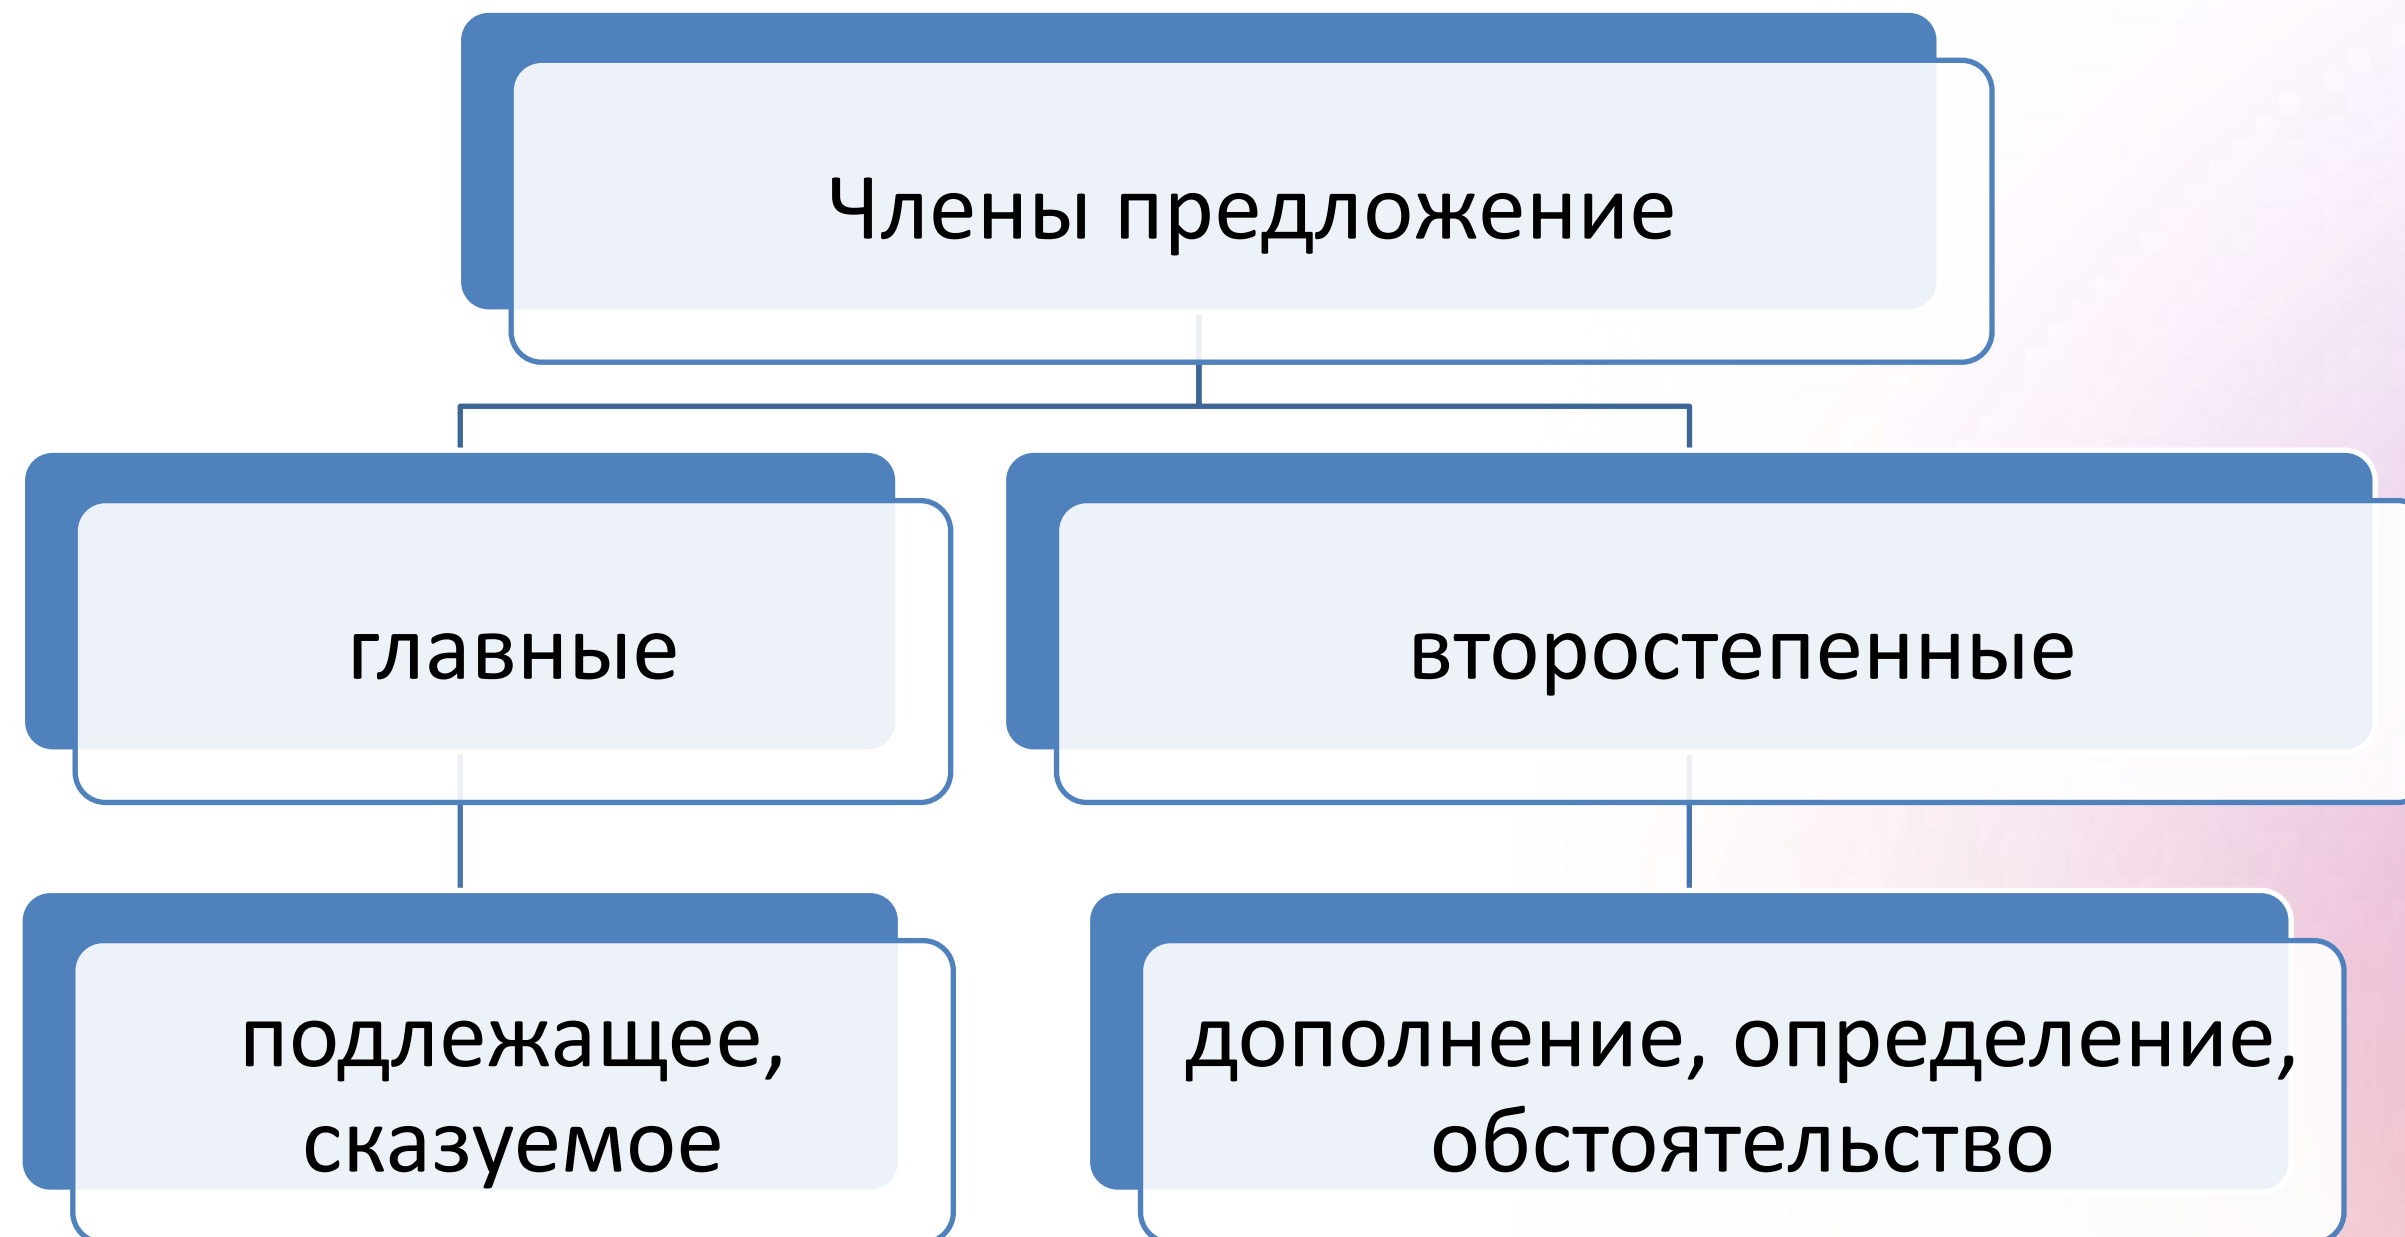 Члены предложение
главные
второстепенные
подлежащее,
сказуемое
дополнение, определение,
обстоятельство